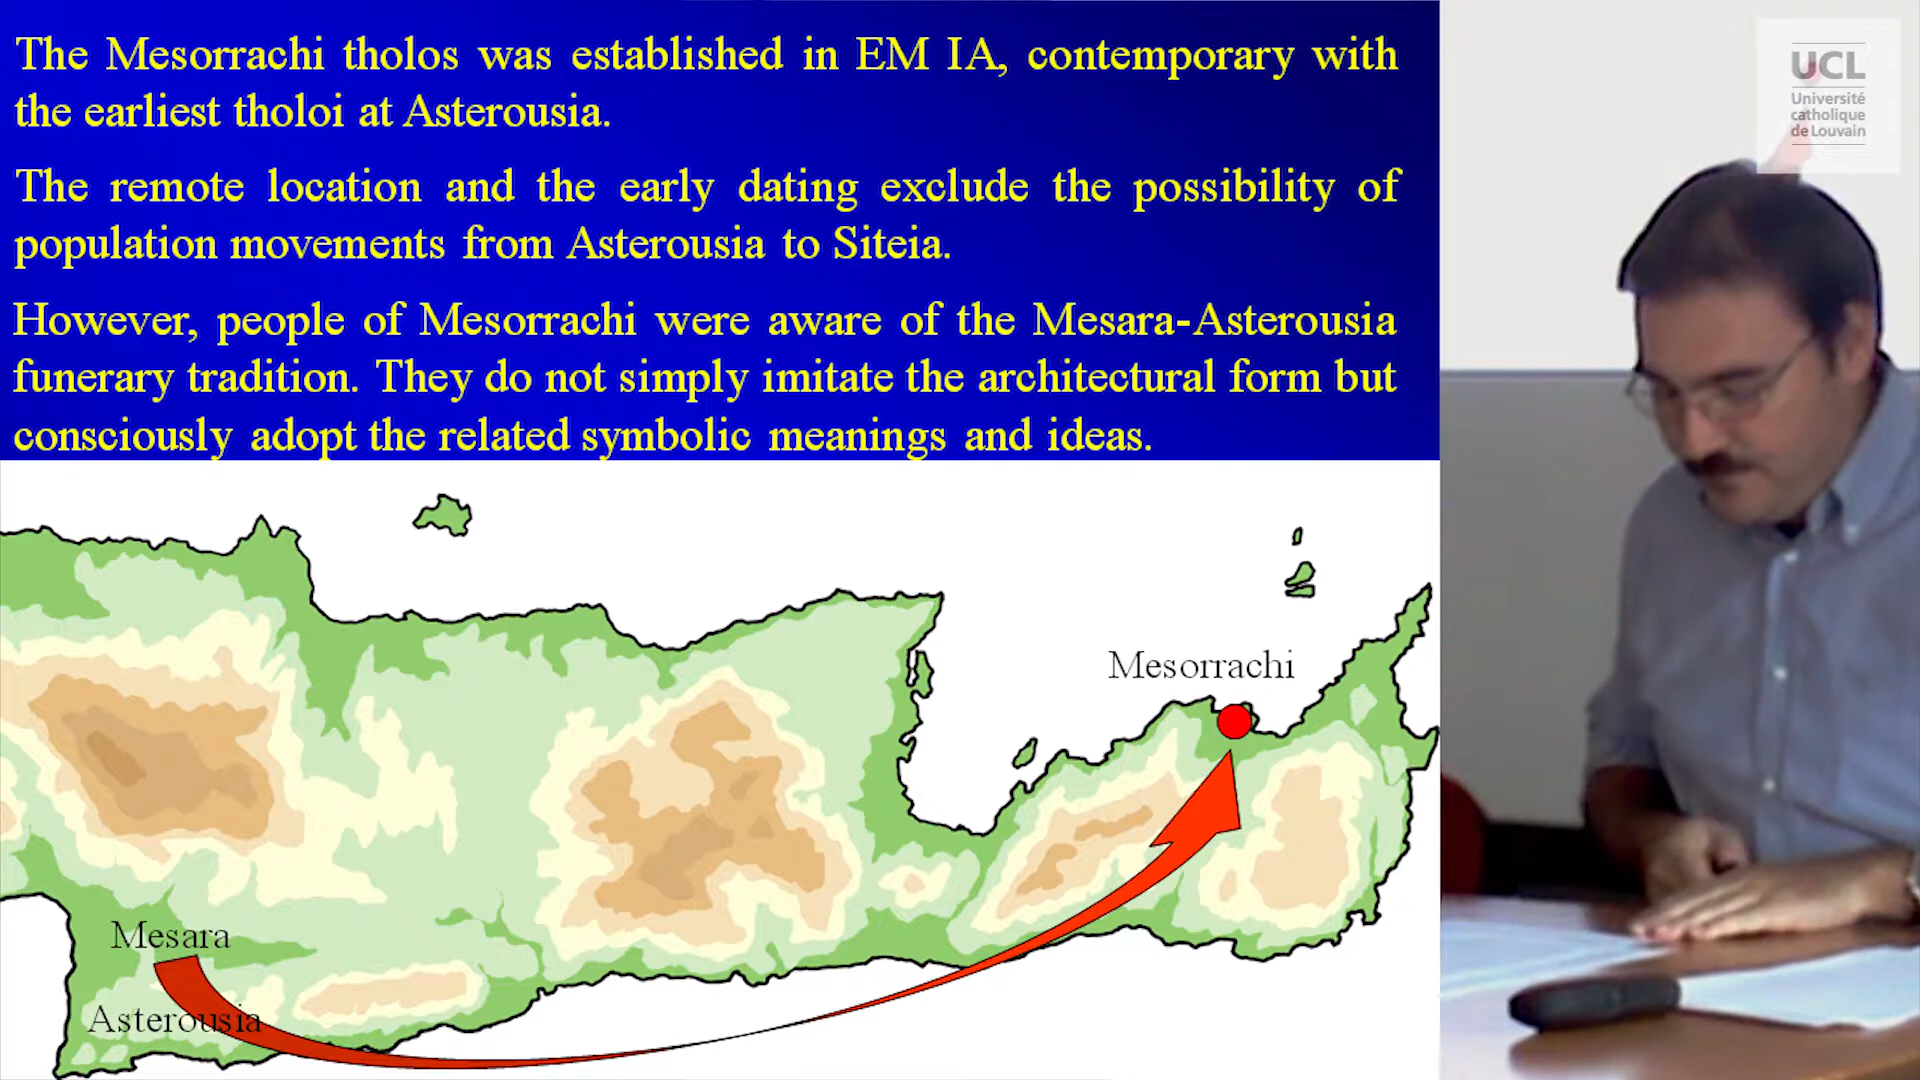 The Mesorrachi tholos was established in EM IA, contemporary with
the earliest tholoi at Asterousia.
The remote location and the early dating exclude the possibility of
population movements from Asterousia to Siteia.
However, people of Mesorrachi were aware of the Mesara-Asterousia
funerary tradition. They do not simply imitate the architectural form but
consciously adopt the related symbolic meanings and ideas.
Mesorrachi
Mesara
Asterousia
UCL
Université
catholique
de Louvain